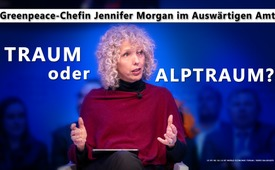 Greenpeace-Chefin Jennifer Morgan im Auswärtigen Amt
TRAUM
oder
ALPTRAUM?